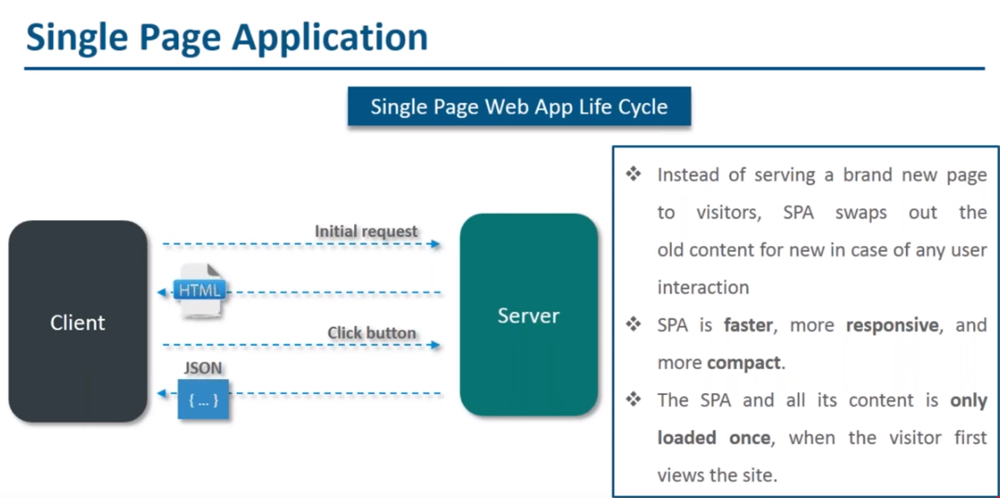 Single Page Application
Single Page Web App Life Cycle
Client
Initial request
HTML
Click button
JSON
{ ... }
Server
❖ Instead of serving a brand new page
to visitors, SPA swaps out the
old content for new in case of any user
interaction
❖ SPA is faster, more responsive, and
more compact.
❖ The SPA and all its content is only
loaded once, when the visitor first
views the site.